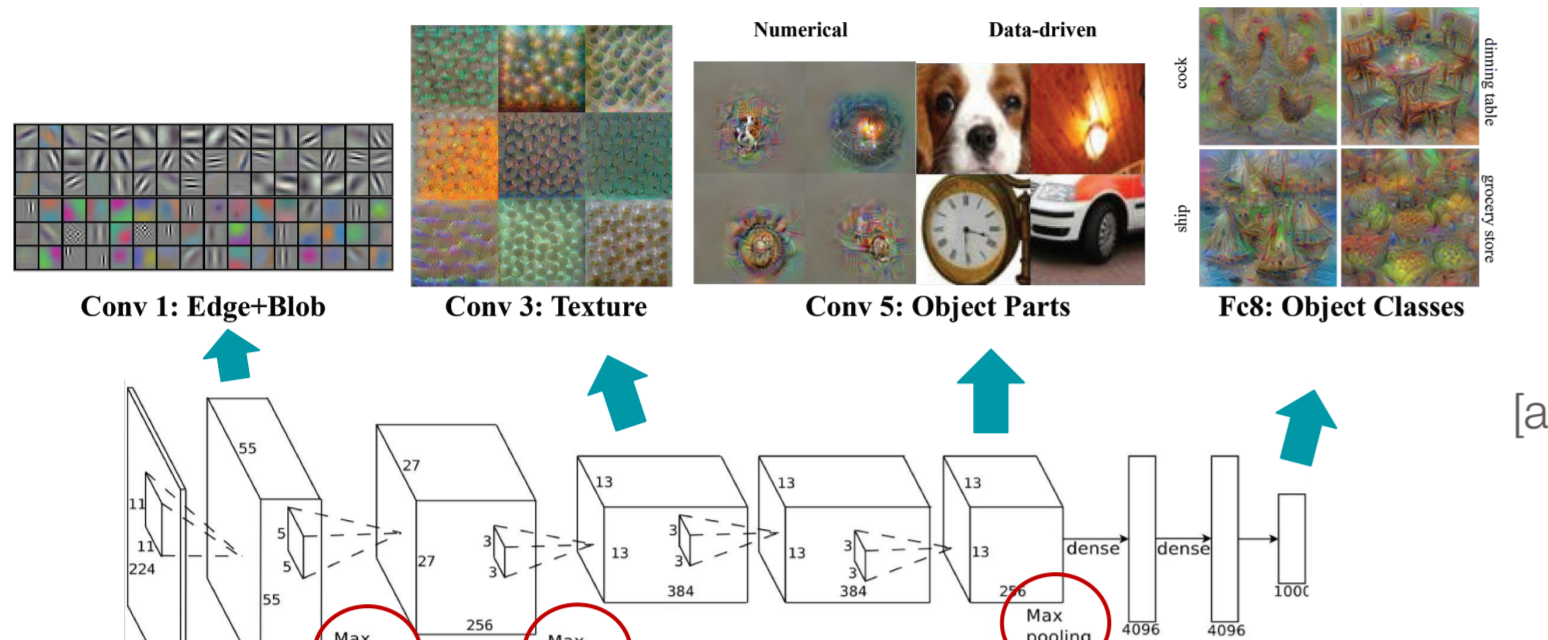 Numerical
Data-driven
cock
dinning table
ship
grocery store
Conv 1: Edge+Blob
Conv 3: Texture
Conv 5: Object Parts
Fc8: Object Classes
[a
55
27
13
13
13
11
5
3
3
3
11
5
27
3
13
3
13
3
13
dense
dense
224
55
384
384
256
1000
256
Max
Max
Max
pooling
4096
4096